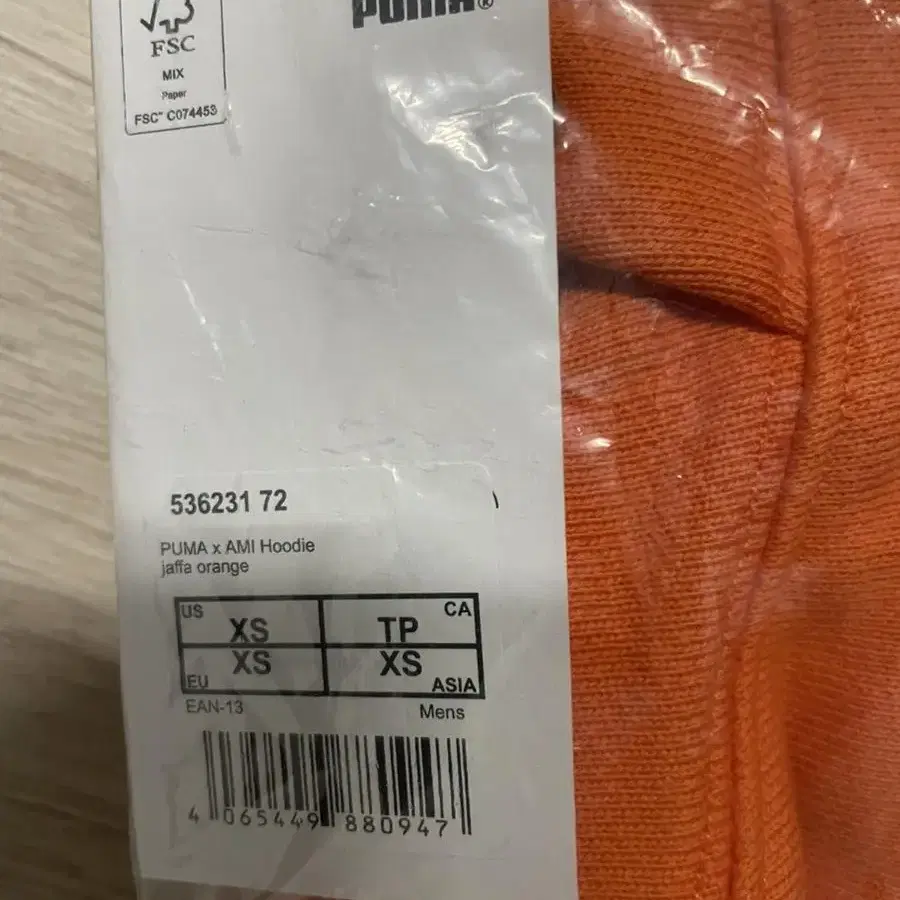 PUMA®
FSC
MIX
Paper
FSC™ C074453
536231 72
PUMA x AMI Hoodie
jaffa orange
US XS TP CA
EU XS XS ASIA
EAN-13 Mens
4 065449 880947